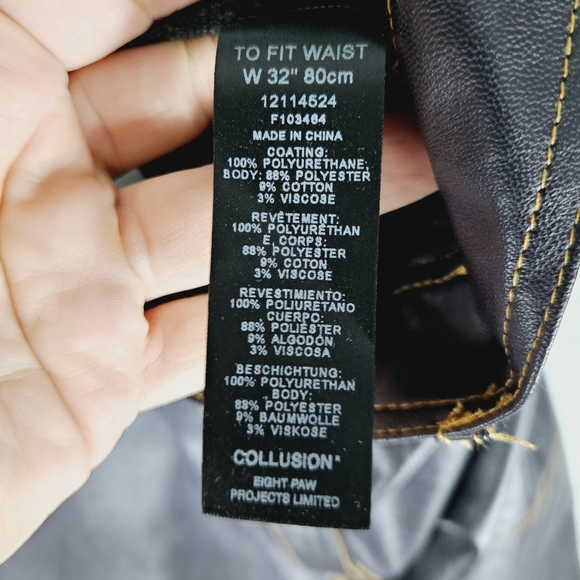 TO FIT WAIST
W 32" 80cm
12114524
F103464
MADE IN CHINA
COATING:
100% POLYURETHANE,
BODY: 88% POLYESTER
9% COTTON
3% VISCOSE
REVÊTEMENT:
100% POLYURÉTHAN
E, CORPS:
88% POLYESTER
9% COTON
3% VISCOSE
REVESTIMIENTO:
100% POLIURETANO
CUERPO:
88% POLIÉSTER
9% ALGODÓN
3% VISCOSA
BESCHICHTUNG:
100% POLYURETHAN
BODY:
88% POLYESTER
9% BAUMWOLLE
3% VISKOSE
COLLUSION
EIGHT PAW
PROJECTS LIMITED